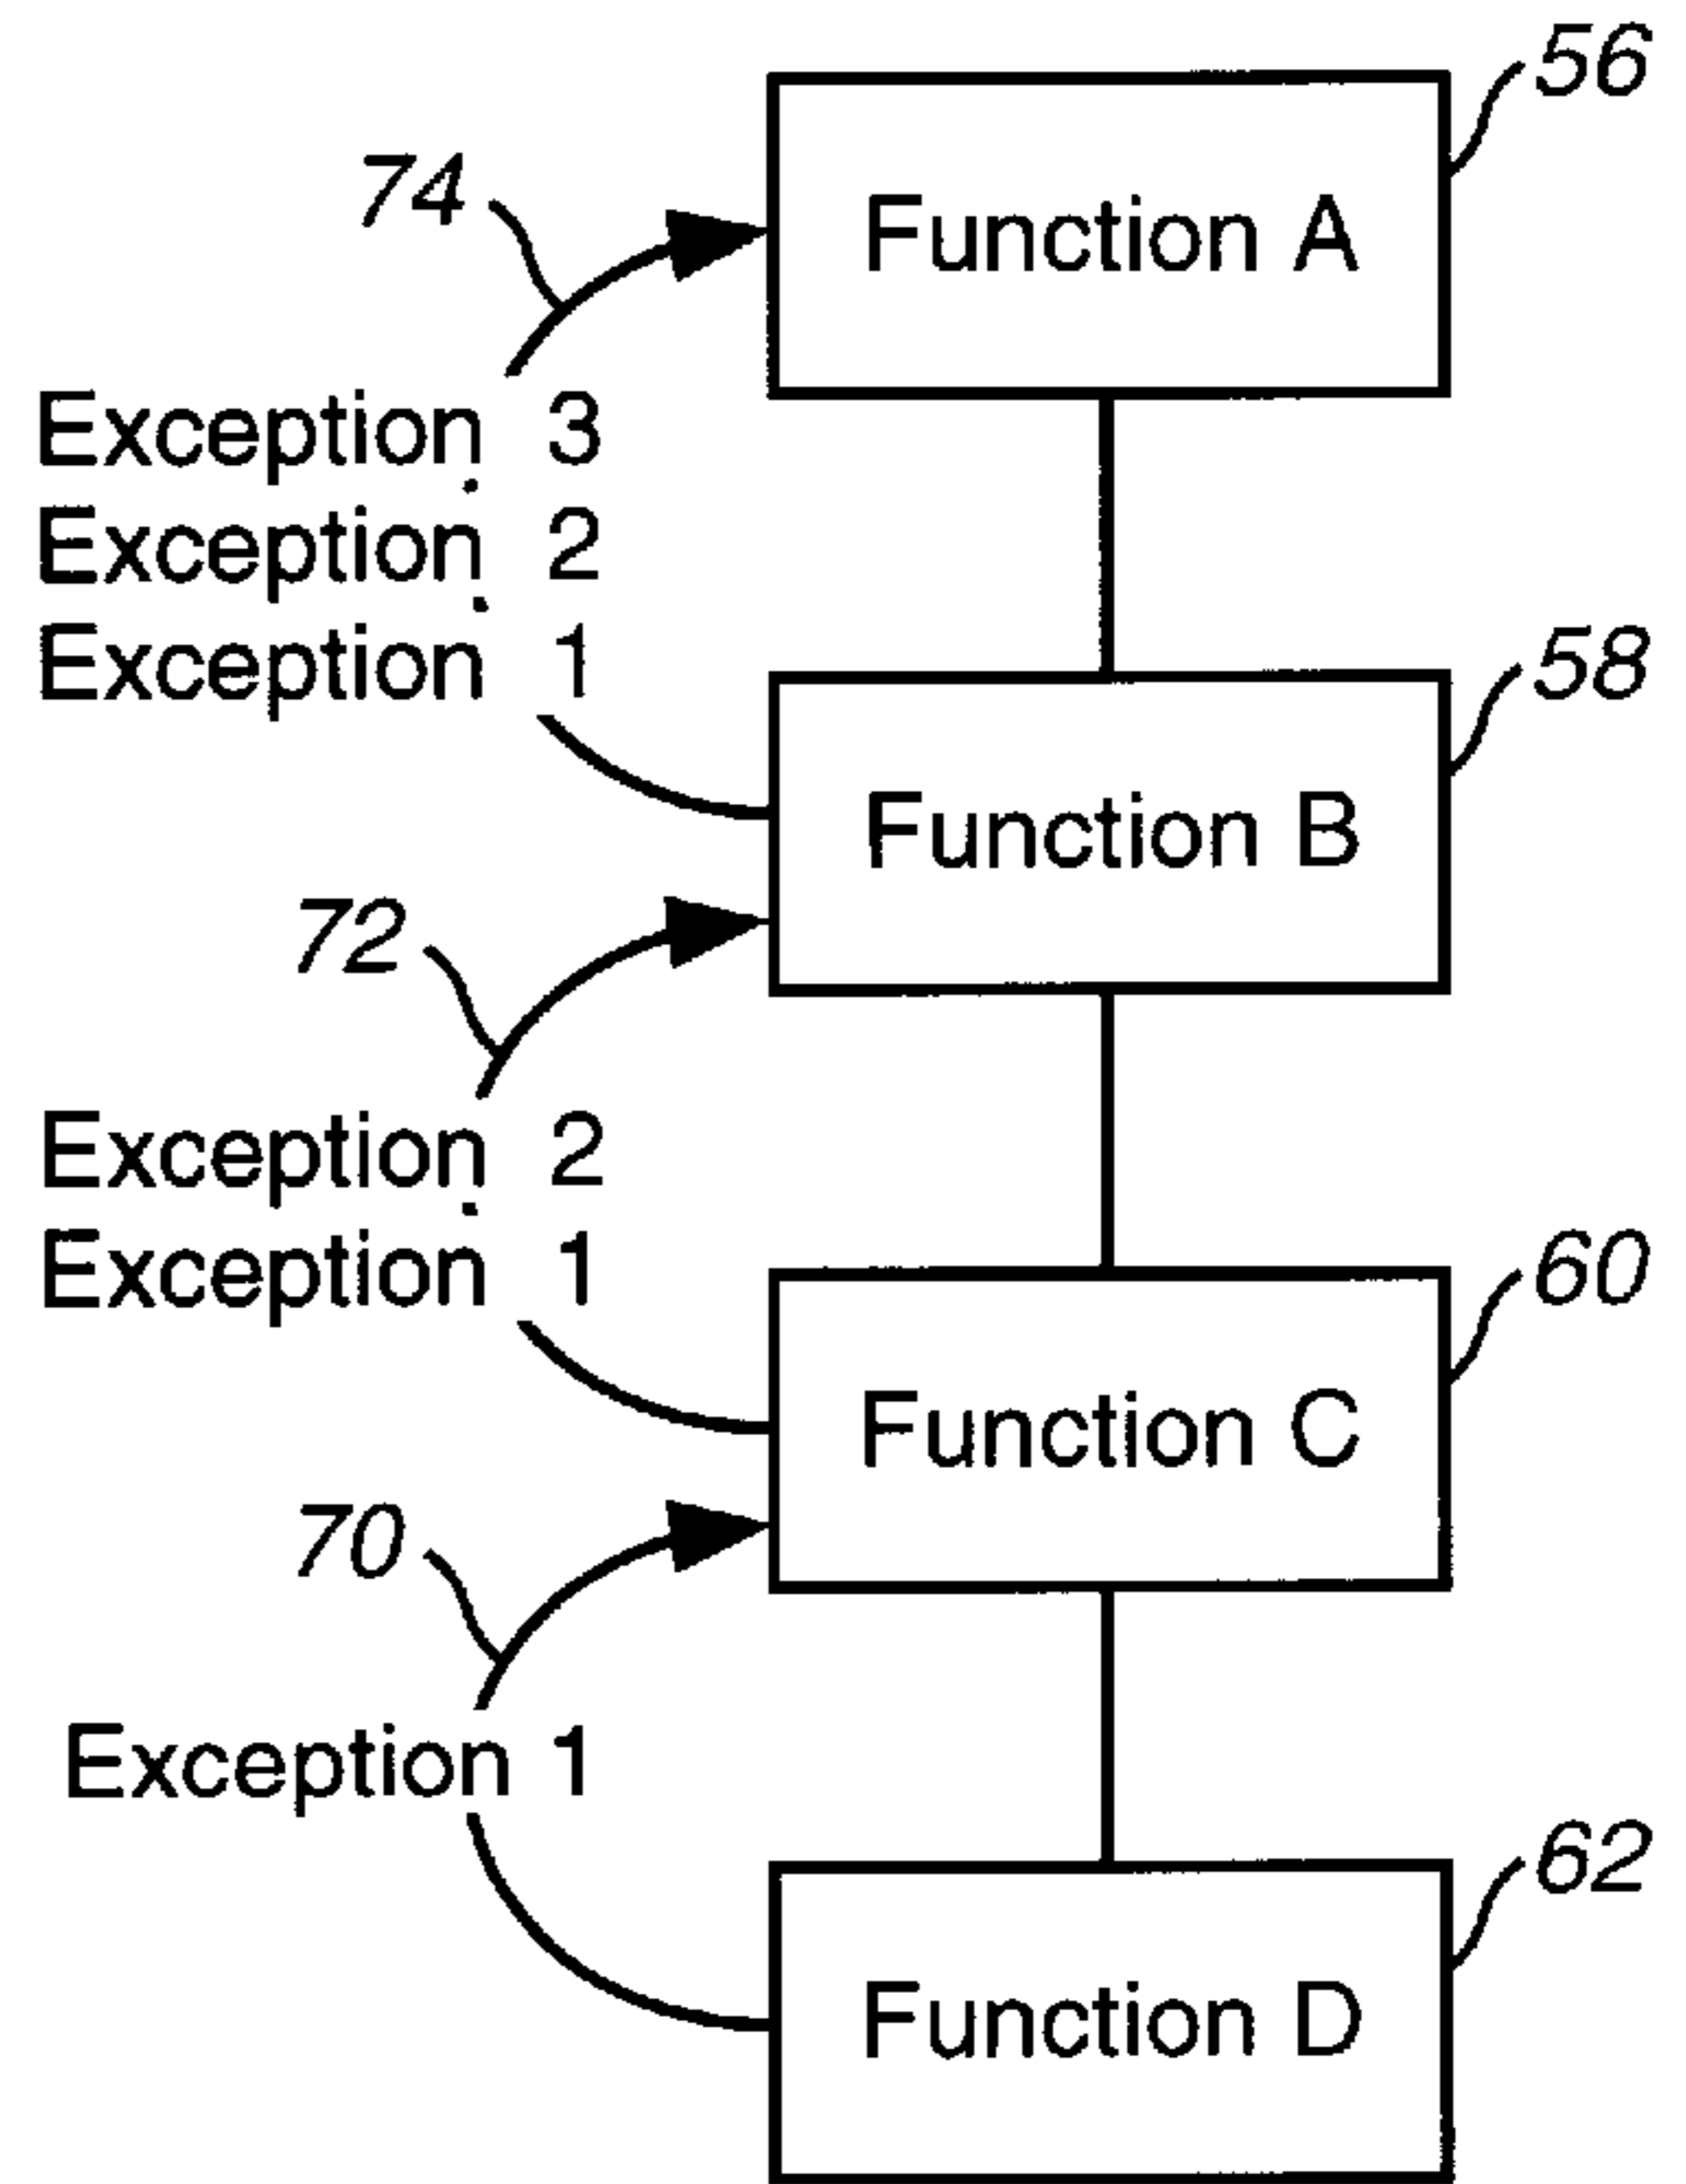 56
74
Function A
Exception 3
Exception 2
Exception 1
58
Function B
72
Exception 2
Exception 1
60
Function C
70
Exception 1
62
Function D